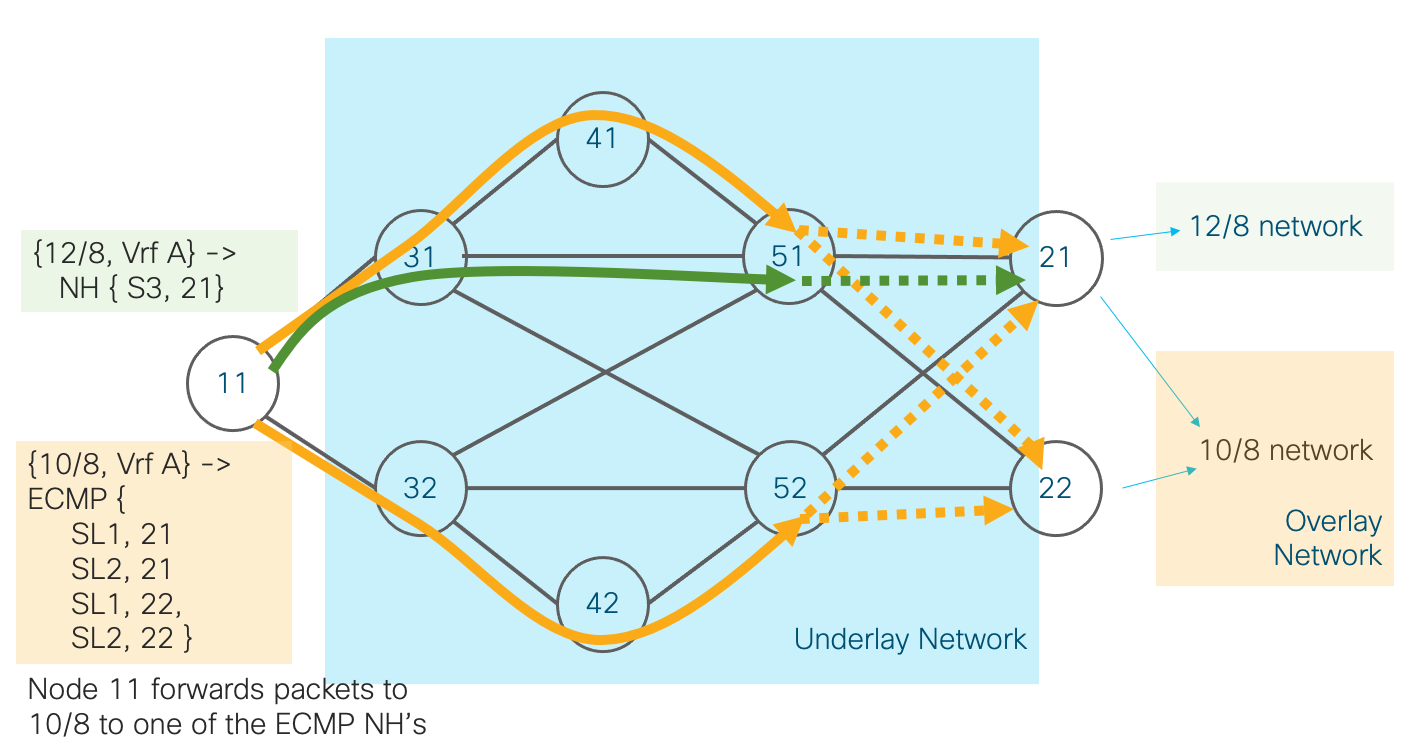 41
{12/8, Vrf A} ->
NH { S3, 21}
31
51
21
12/8 network
11
{10/8, Vrf A} ->
ECMP {
SL1, 21
SL2, 21
SL1, 22,
SL2, 22 }
32
52
22
10/8 network
Overlay
Network
42
Underlay Network
Node 11 forwards packets to
10/8 to one of the ECMP NH’s